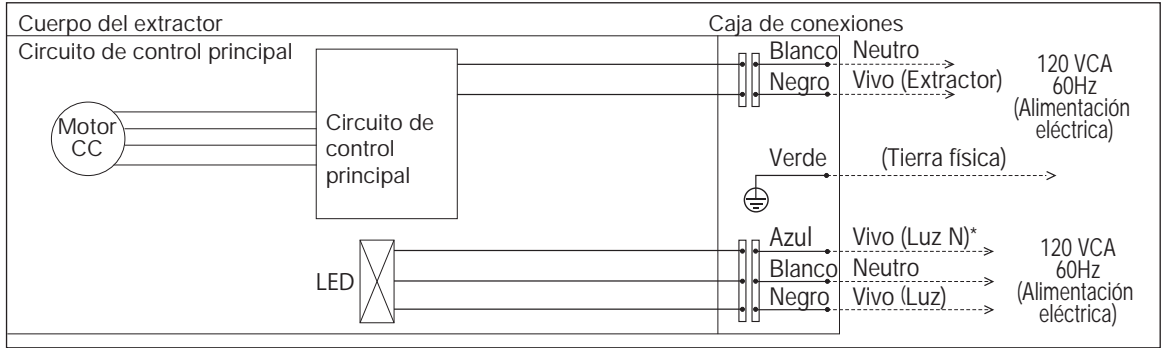 Cuerpo del extractor
Caja de conexiones
Circuito de control principal
Motor
CC
Circuito de
control
principal
Blanco Neutro
Negro Vivo (Extractor)
120 VCA
60Hz
(Alimentación
eléctrica)
Verde (Tierra física)
LED
Azul Vivo (Luz N)*
Blanco Neutro
Negro Vivo (Luz)
120 VCA
60Hz
(Alimentación
eléctrica)